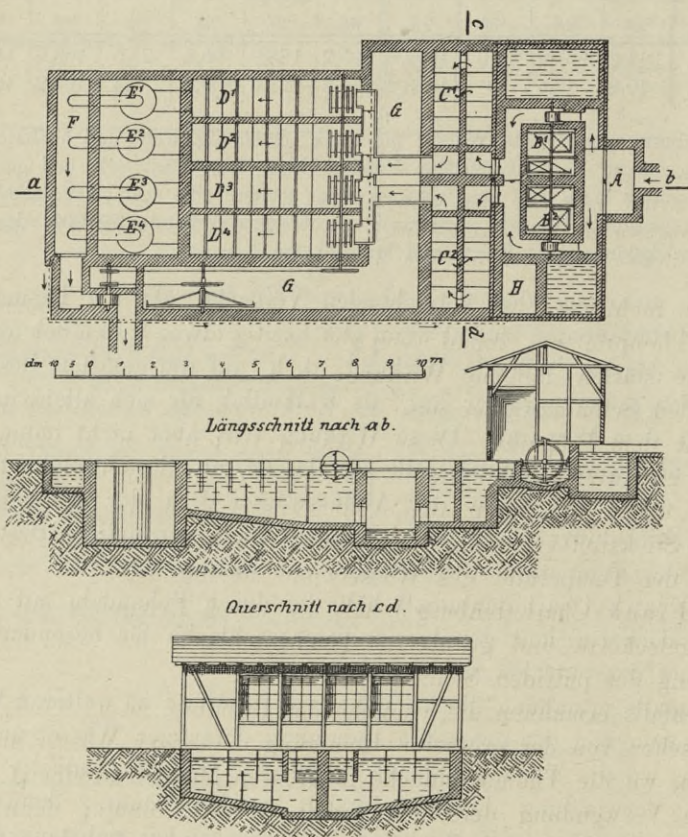 c
F E¹ D¹ G C¹
E² D² B¹
a E³ D³ A b
E⁴ D⁴ B²
G C² H
d
dm 10 5 0 1 2 3 4 5 6 7 8 9 10 m
Längsschnitt nach ab.
Querschnitt nach cd.